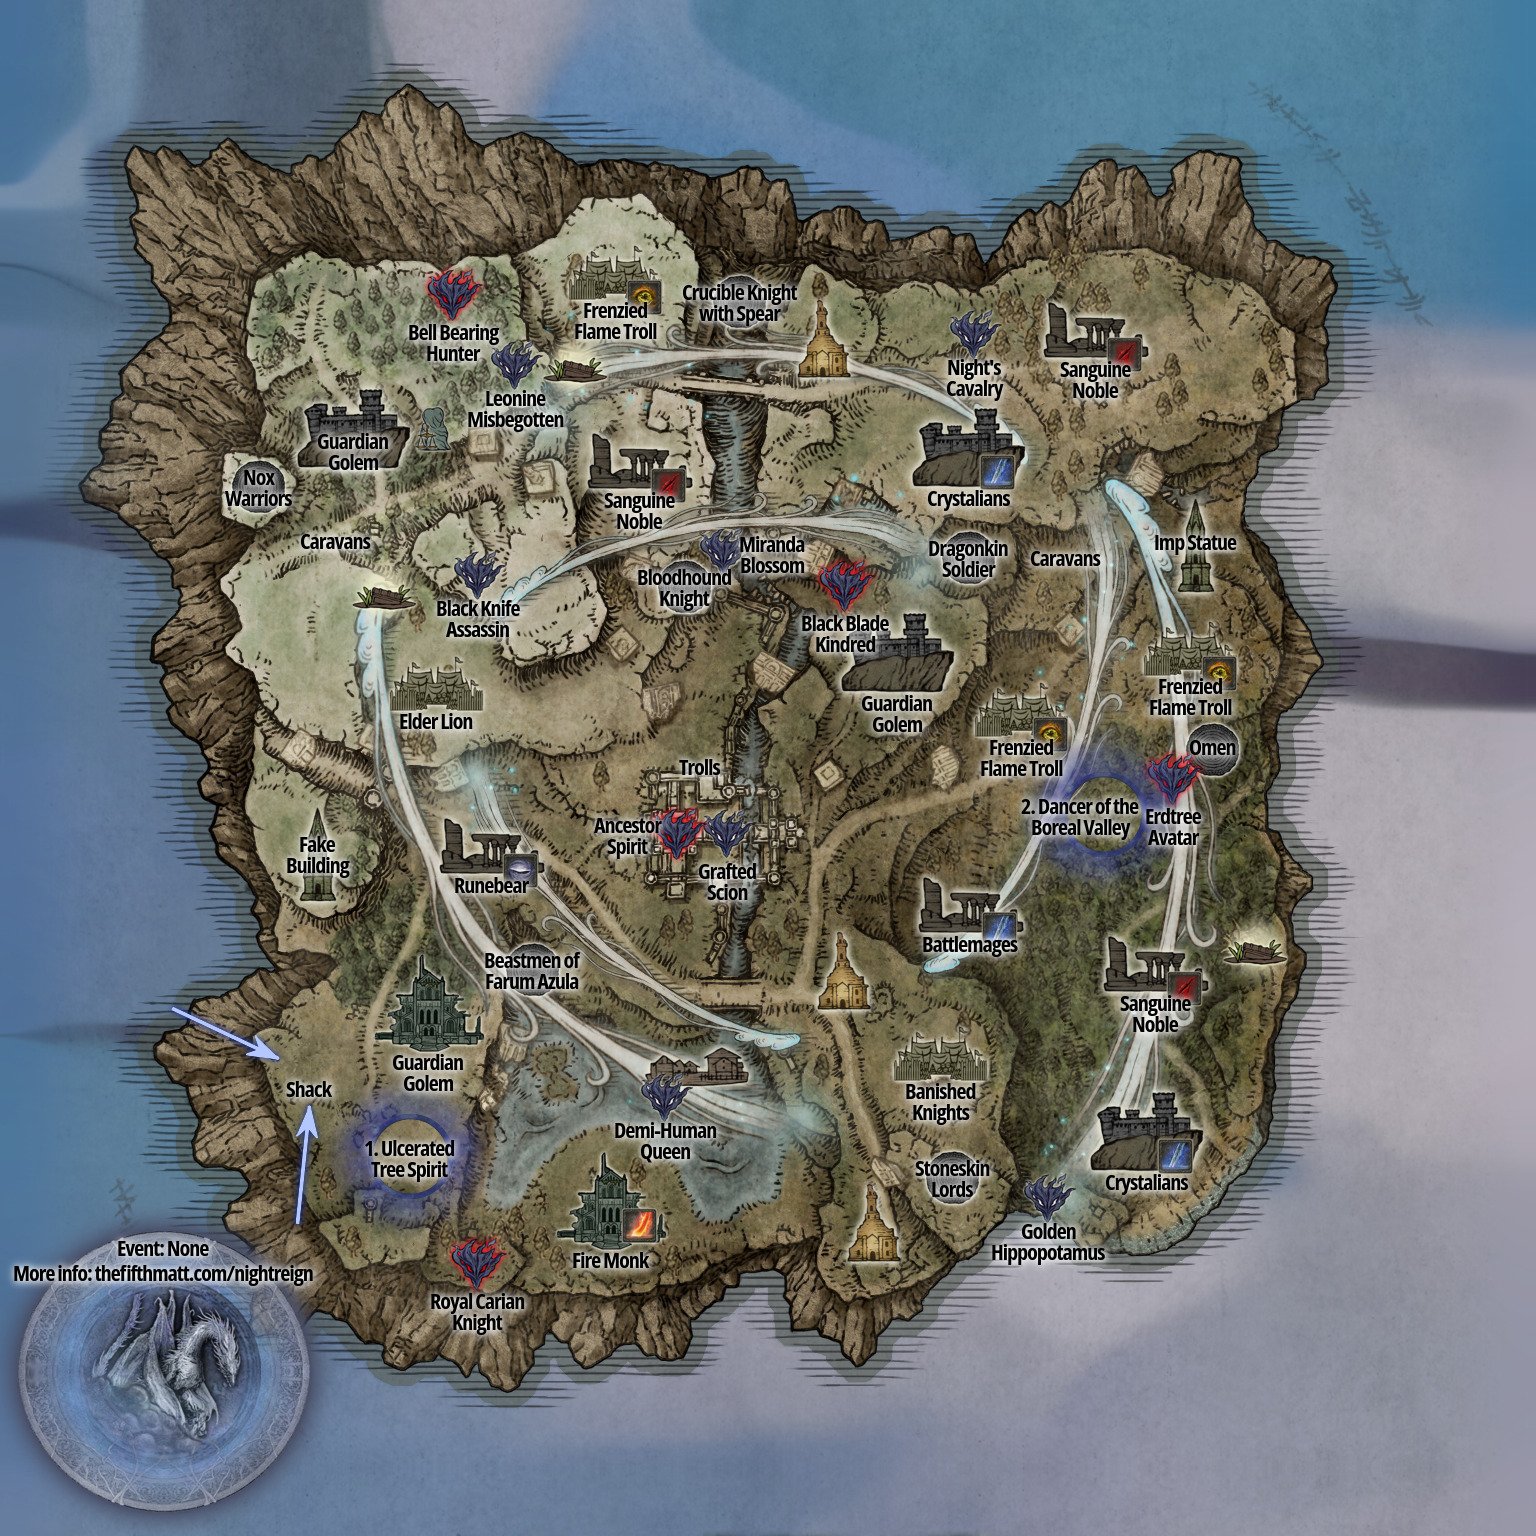 Crucible Knight
with Spear
Frenzied
Flame Troll
Bell Bearing
Hunter
Night's
Cavalry
Sanguine
Noble
Leonine
Misbegotten
Guardian
Golem
Nox
Warriors
Sanguine
Noble
Crystalians
Caravans
Miranda
Blossom
Dragonkin
Soldier
Caravans
Imp Statue
Bloodhound
Knight
Black Knife
Assassin
Black Blade
Kindred
Elder Lion
Guardian
Golem
Frenzied
Flame Troll
Frenzied
Flame Troll
Omen
Trolls
2. Dancer of the
Boreal Valley
Erdtree
Avatar
Ancestor
Spirit
Fake
Building
Grafted
Scion
Runebear
Battlemages
Beastmen of
Farum Azula
Sanguine
Noble
Guardian
Golem
Shack
Banished
Knights
Demi-Human
Queen
1. Ulcerated
Tree Spirit
Stoneskin
Lords
Crystalians
Golden
Hippopotamus
Fire Monk
Royal Carian
Knight
Event: None
More info: thefifthmatt.com/nightreign